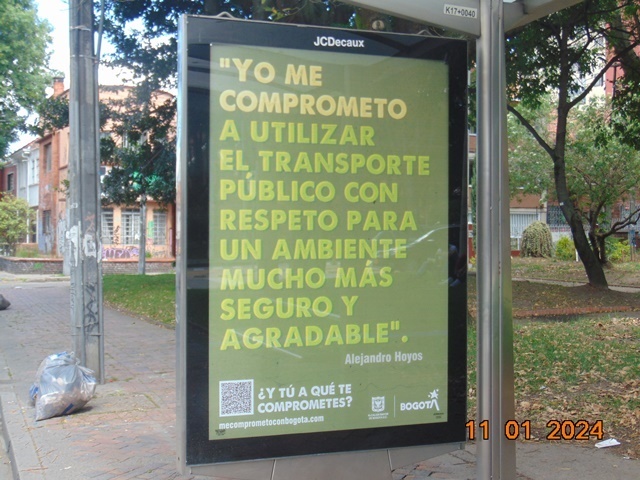 K17+0040
JCDecaux
"YO ME
COMPROMETO
A UTILIZAR
EL TRANSPORTE
PÚBLICO CON
RESPETO PARA
UN AMBIENTE
MUCHO MÁS
SEGURO Y
AGRADABLE".
Alejandro Hoyos
¿Y TÚ A QUÉ TE
COMPROMETES?
mecomprometoconbogota.com
BOGOTÁ
11 01 2024